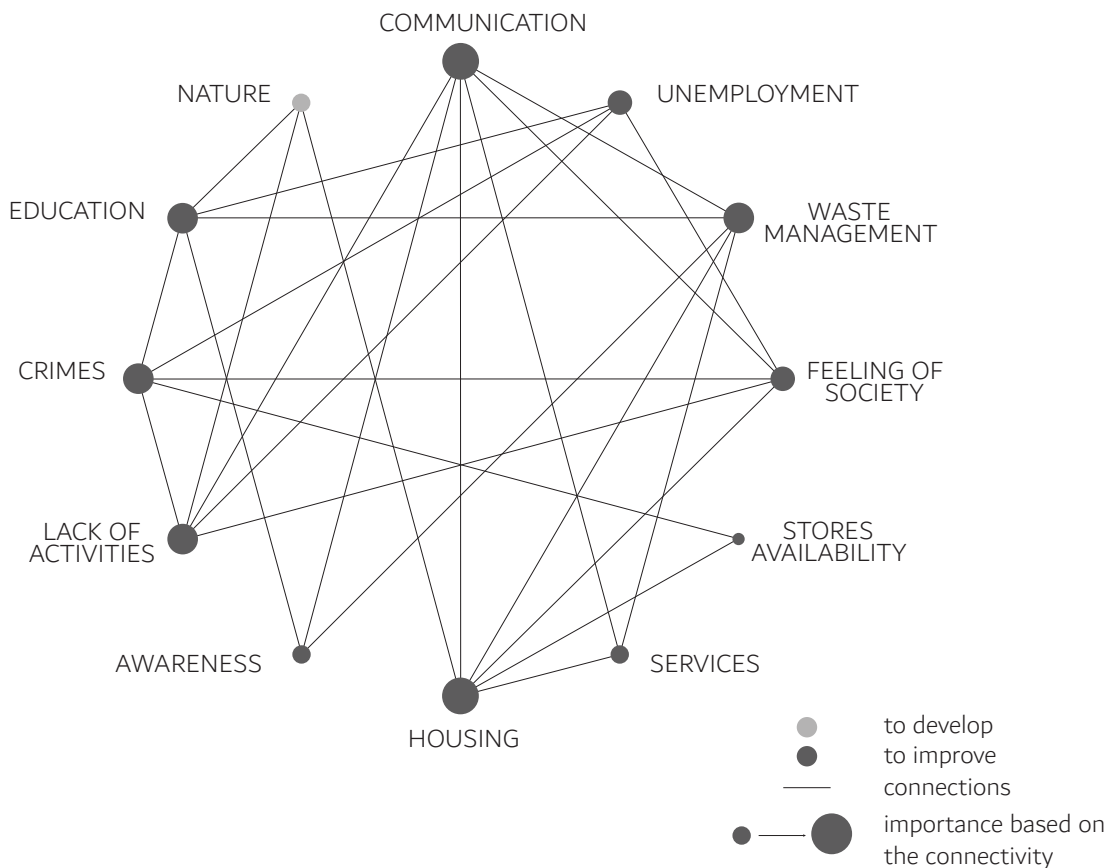 COMMUNICATION
NATURE
UNEMPLOYMENT
EDUCATION
WASTE
MANAGEMENT
CRIMES
FEELING OF
SOCIETY
LACK OF
ACTIVITIES
STORES
AVAILABILITY
AWARENESS
SERVICES
HOUSING
to develop
to improve
connections
importance based on
the connectivity